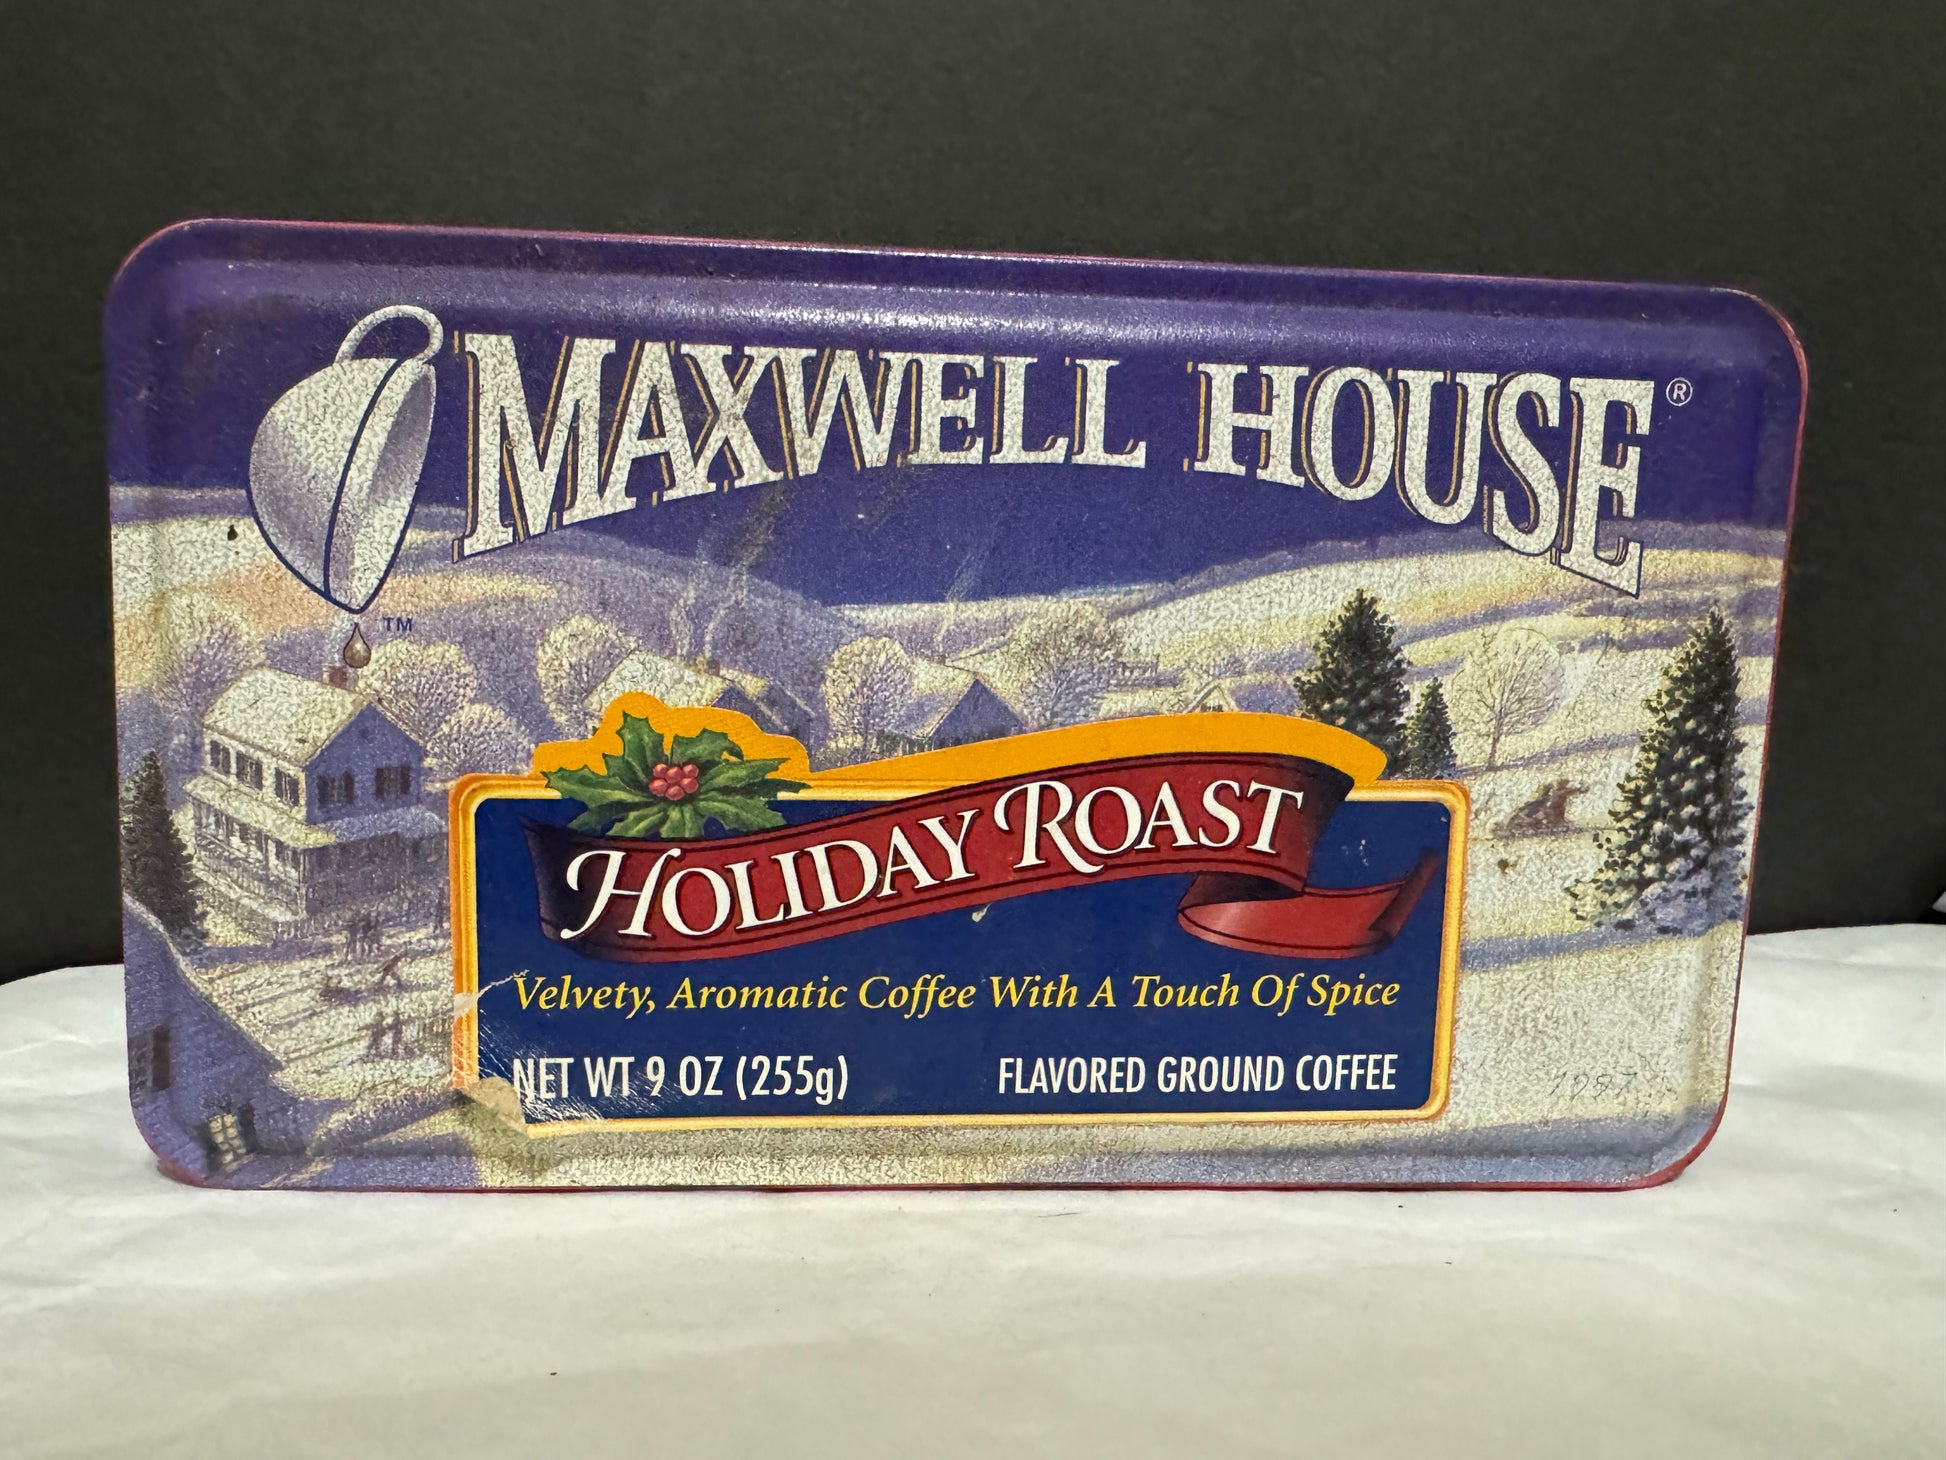 MAXWELL HOUSE®
TM
HOLIDAY ROAST
Velvety, Aromatic Coffee With A Touch Of Spice
NET WT 9 OZ (255g)
FLAVORED GROUND COFFEE